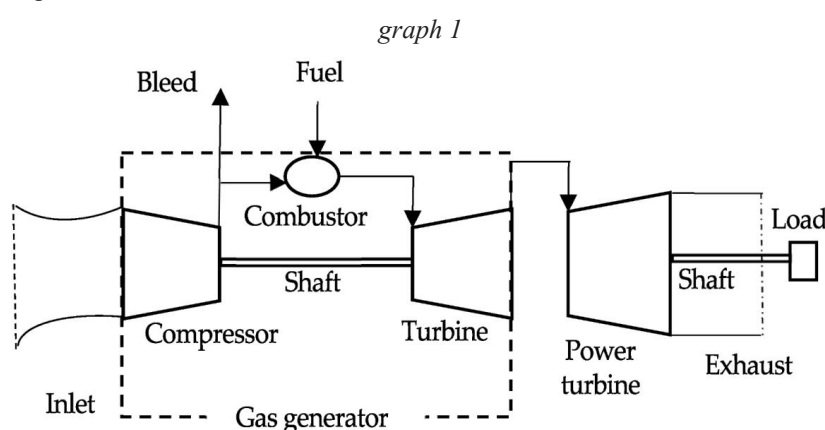 graph 1
Fuel
Bleed
Combustor
Load
Shaft
Shaft
Compressor
Turbine
Power
turbine
Exhaust
Inlet
Gas generator